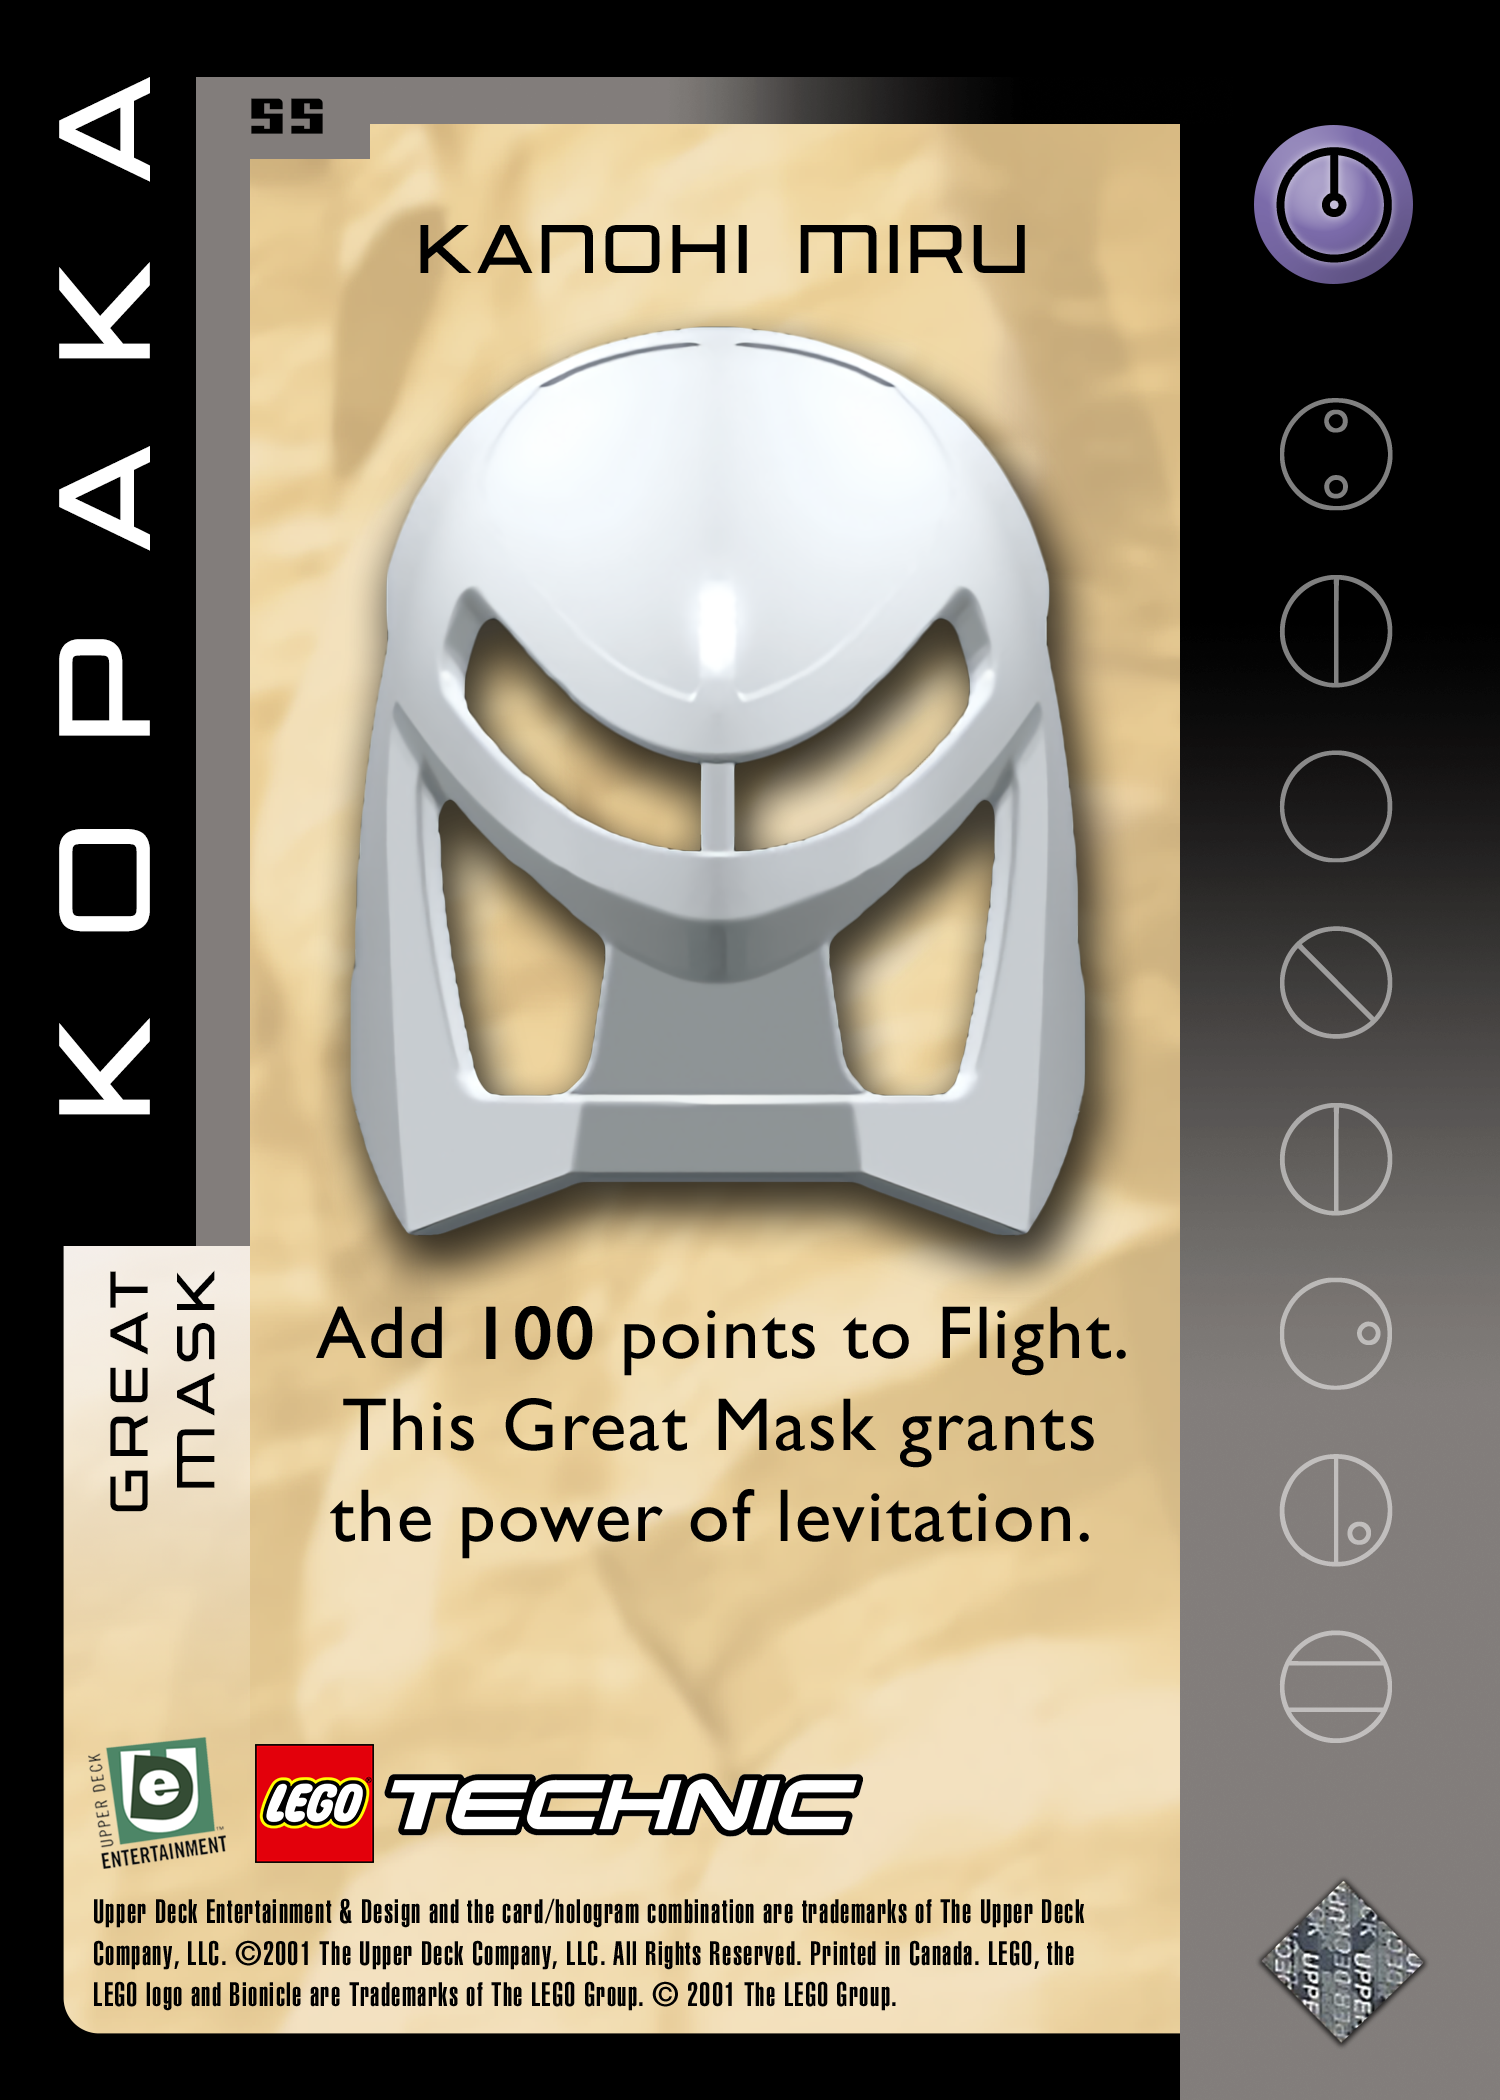 KOPAKA
55
KANOHI MIRU
GREAT
MASK
Add 100 points to Flight.
This Great Mask grants
the power of levitation.
UPPER DECK
e
ENTERTAINMENT™
LEGO TECHNIC
Upper Deck Entertainment & Design and the card/hologram combination are trademarks of The Upper Deck
Company, LLC. ©2001 The Upper Deck Company, LLC. All Rights Reserved. Printed in Canada. LEGO, the
LEGO logo and Bionicle are Trademarks of The LEGO Group. © 2001 The LEGO Group.